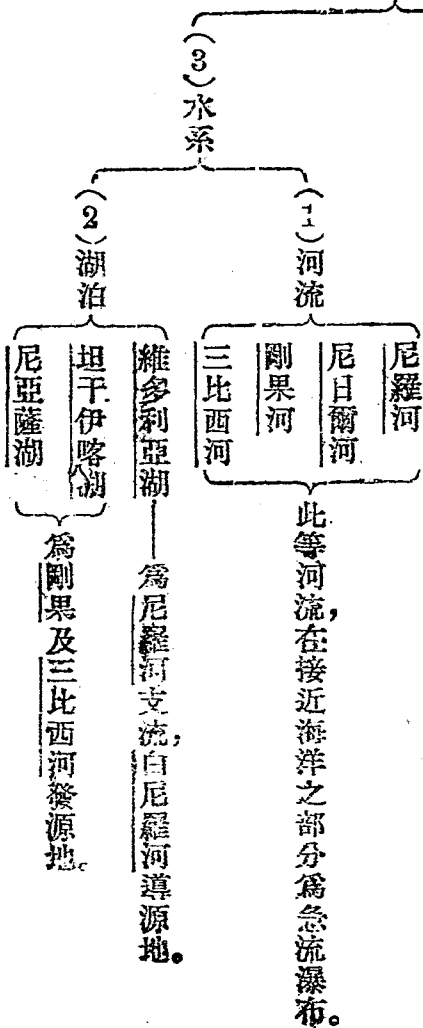 (3)水系
(1)河流
尼羅河
尼日爾河
剛果河
三比西河
此等河流，在接近海洋之部分爲急流瀑布。
(2)湖泊
維多利亞湖
爲尼羅河支流，白尼羅河導源地。
坦干伊喀湖
尼亞薩湖
爲剛果及三比西河發源地。